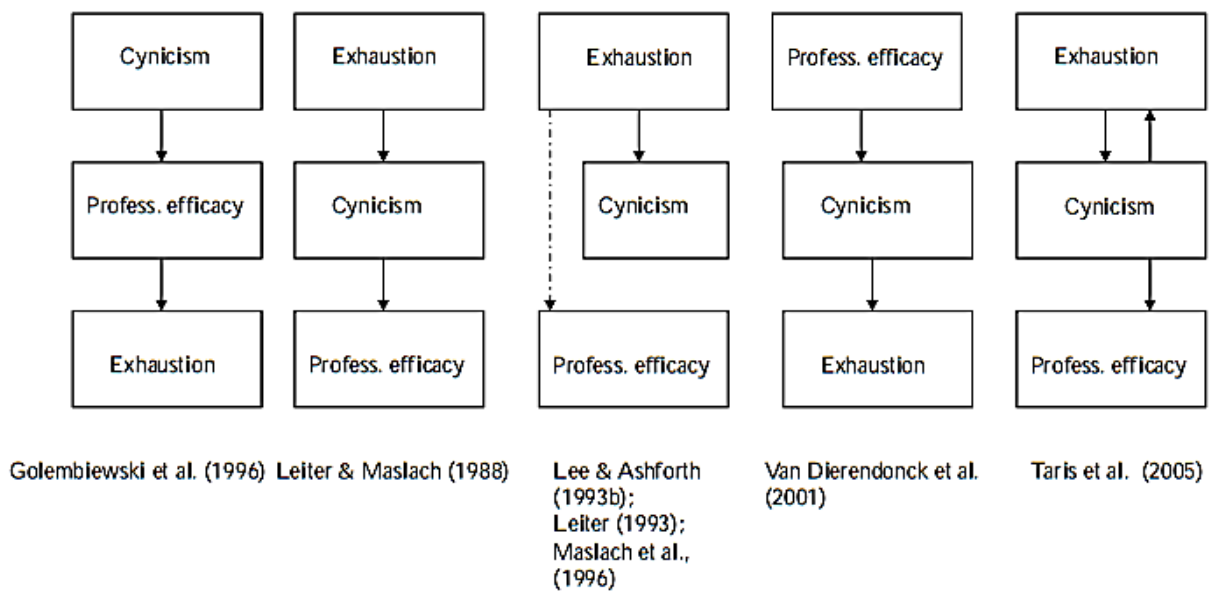 Cynicism
Profess. efficacy
Exhaustion
Golembiewski et al. (1996)
Exhaustion
Cynicism
Profess. efficacy
Leiter & Maslach (1988)
Exhaustion
Cynicism
Profess. efficacy
Lee & Ashforth
(1993b);
Leiter (1993);
Maslach et al.,
(1996)
Profess. efficacy
Cynicism
Exhaustion
Van Dierendonck et al.
(2001)
Exhaustion
Cynicism
Profess. efficacy
Taris et al. (2005)